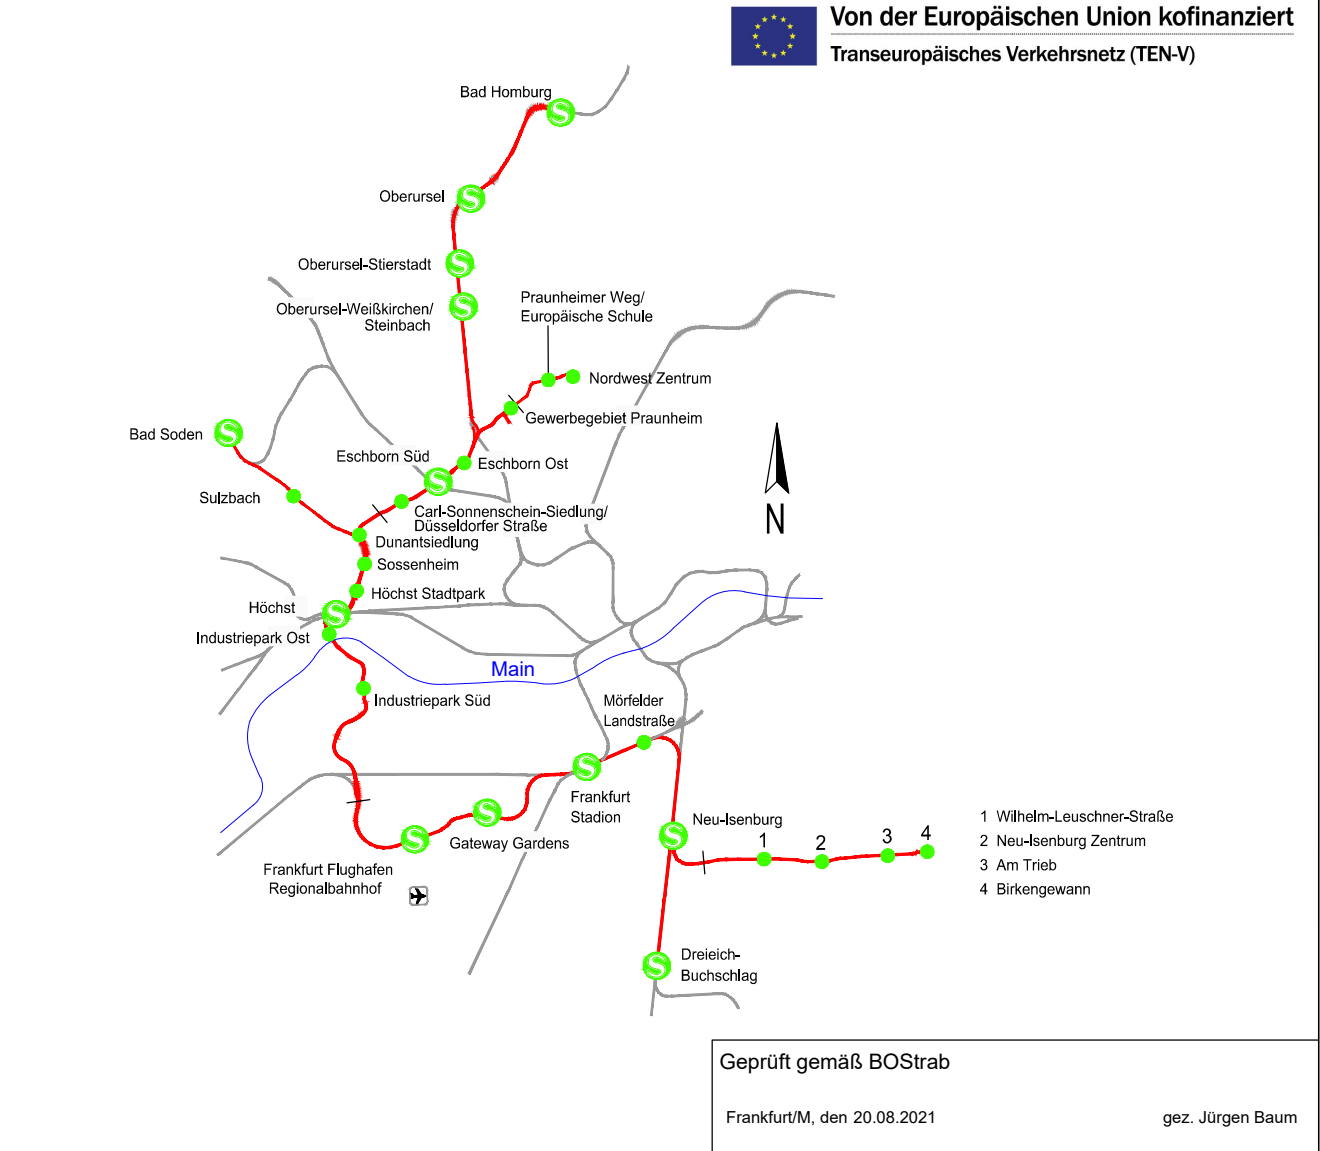 Von der Europäischen Union kofinanziert
Transeuropäisches Verkehrsnetz (TEN-V)
Bad Homburg
Oberursel
Oberursel-Stierstadt
Oberursel-Weißkirchen/
Steinbach
Praunheimer Weg/
Europäische Schule
Nordwest Zentrum
Gewerbegebiet Praunheim
Bad Soden
Eschborn Süd
Eschborn Ost
Sulzbach
Carl-Sonnenschein-Siedlung/
Düsseldorfer Straße
N
Dunantsiedlung
Sossenheim
Höchst Stadtpark
Höchst
Industriepark Ost
Main
Industriepark Süd
Mörfelder
Landstraße
Frankfurt
Stadion
Neu-Isenburg
Gateway Gardens
Frankfurt Flughafen
Regionalbahnhof
1
2
3
4
1 Wilhelm-Leuschner-Straße
2 Neu-Isenburg Zentrum
3 Am Trieb
4 Birkengewann
Dreieich-
Buchschlag
S
S
S
S
S
S
S
S
S
S
S
S
Geprüft gemäß BOStrab
Frankfurt/M, den 20.08.2021
gez. Jürgen Baum